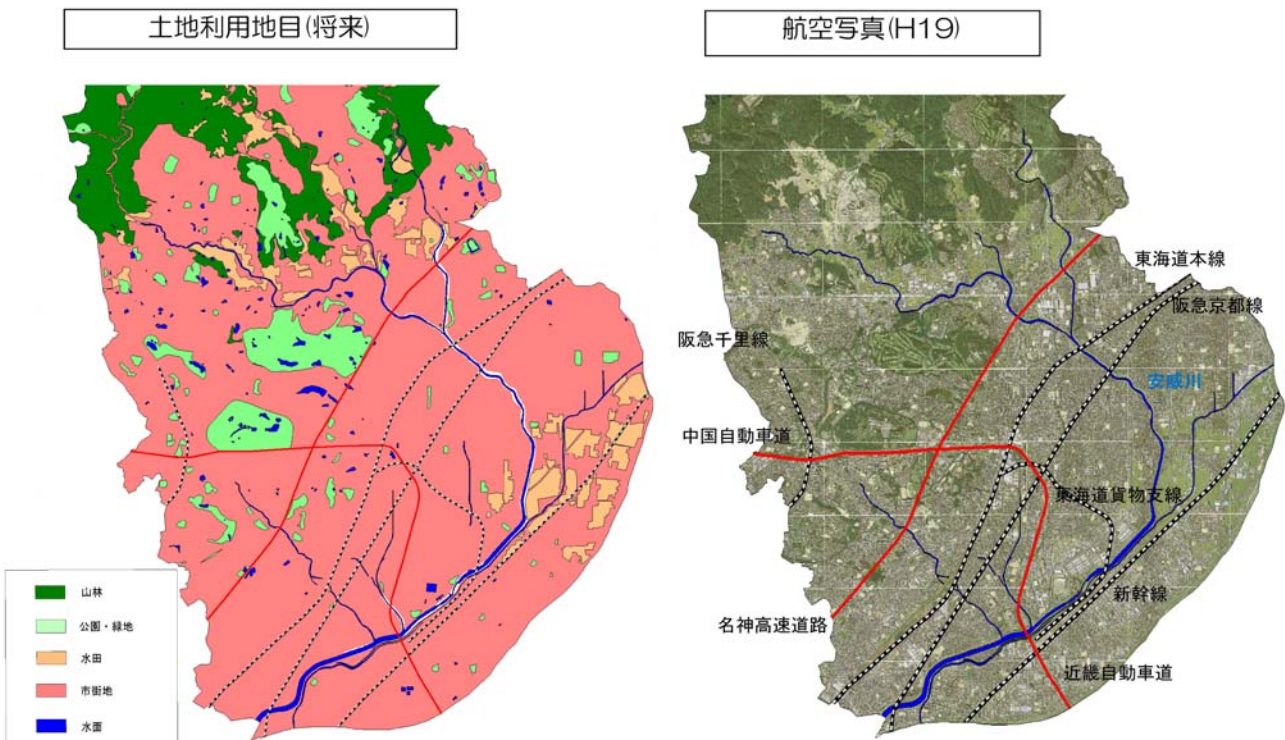 土地利用地目(将来)
航空写真(H19)
東海道本線
阪急京都線
阪急千里線
安威川
中国自動車道
東海道貨物支線
新幹線
名神高速道路
近畿自動車道
山林
公園・緑地
水田
市街地
水面